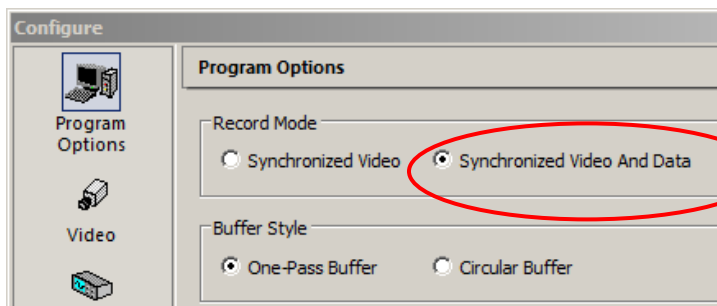 Configure
Program
Options
Video
Program Options
Record Mode
Synchronized Video Synchronized Video And Data
Buffer Style
One-Pass Buffer Circular Buffer